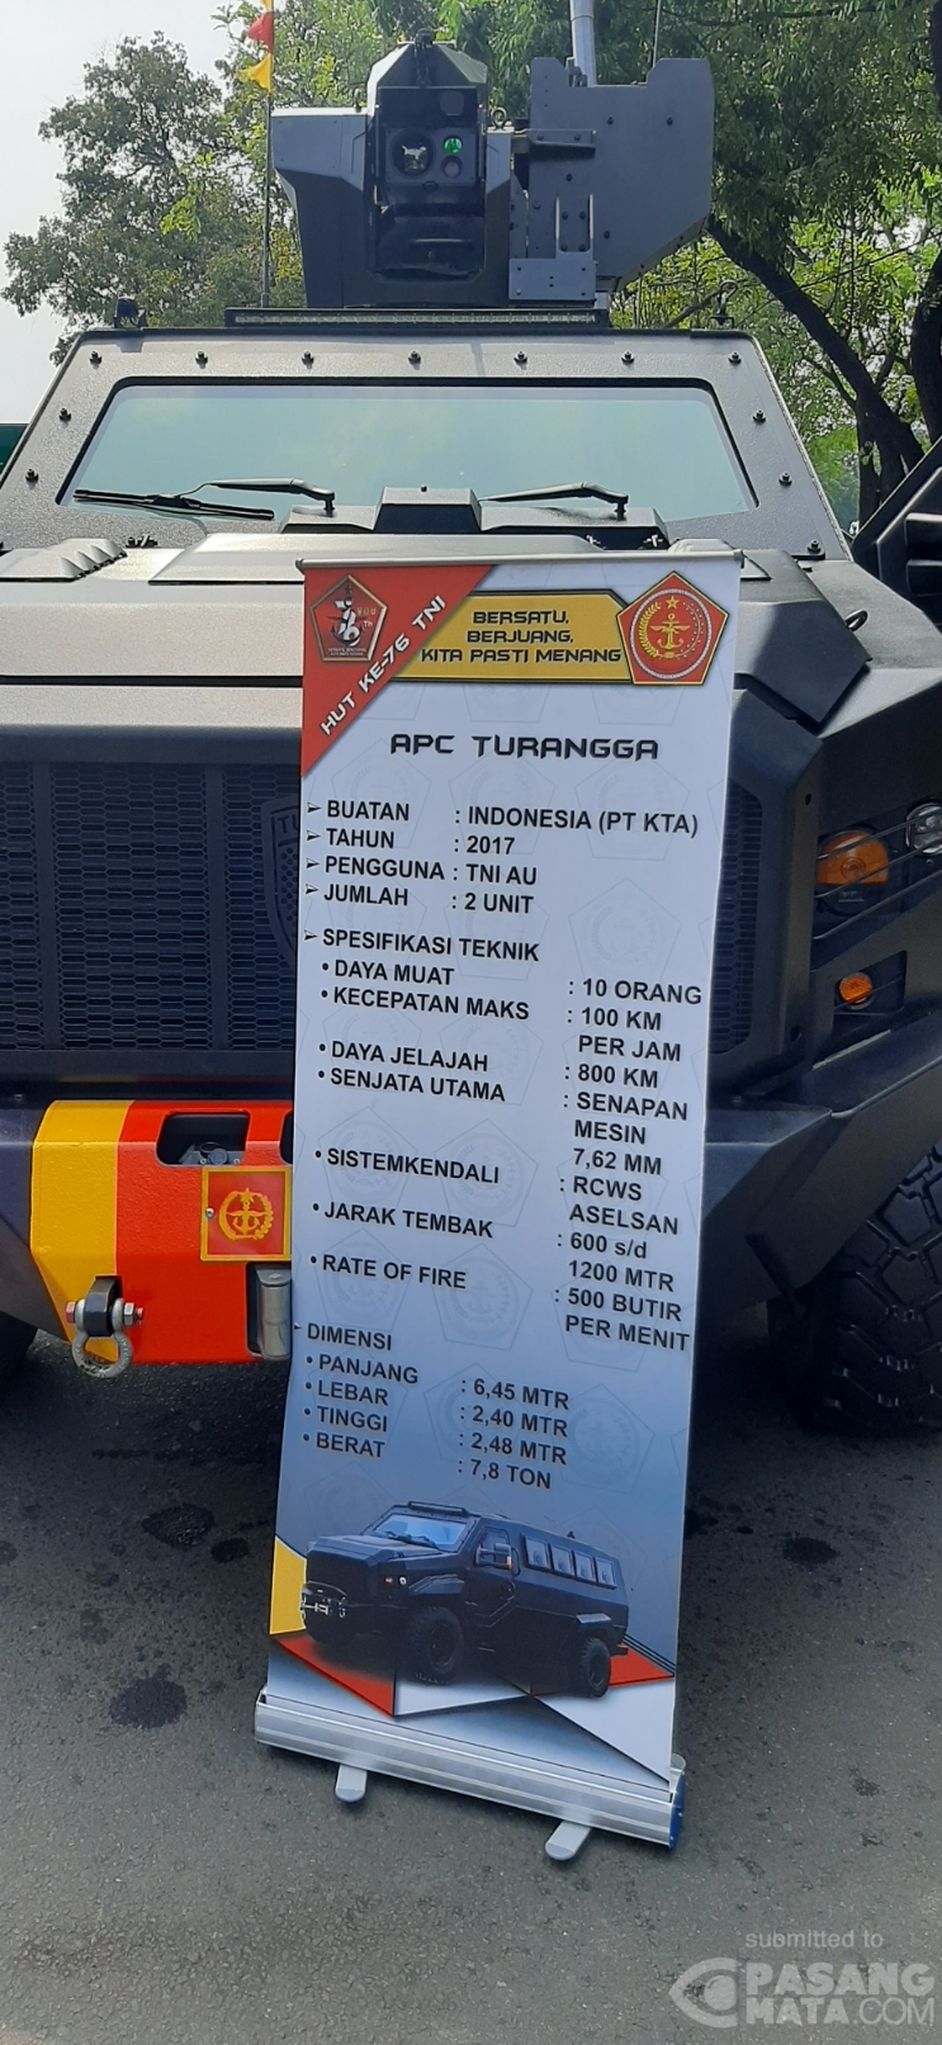 HUT KE-76 TNI
BERSATU,
BERJUANG,
KITA PASTI MENANG
APC TURANGGA
➢ BUATAN : INDONESIA (PT KTA)
➢ TAHUN : 2017
➢ PENGGUNA : TNI AU
➢ JUMLAH : 2 UNIT
➢ SPESIFIKASI TEKNIK
• DAYA MUAT : 10 ORANG
• KECEPATAN MAKS : 100 KM
PER JAM
• DAYA JELAJAH : 800 KM
• SENJATA UTAMA : SENAPAN
MESIN
7,62 MM
• SISTEMKENDALI : RCWS
ASELSAN
• JARAK TEMBAK : 600 s/d
1200 MTR
• RATE OF FIRE : 500 BUTIR
PER MENIT
DIMENSI
• PANJANG : 6,45 MTR
• LEBAR : 2,40 MTR
• TINGGI : 2,48 MTR
• BERAT : 7,8 TON
submitted to
PASANG
MATA.COM